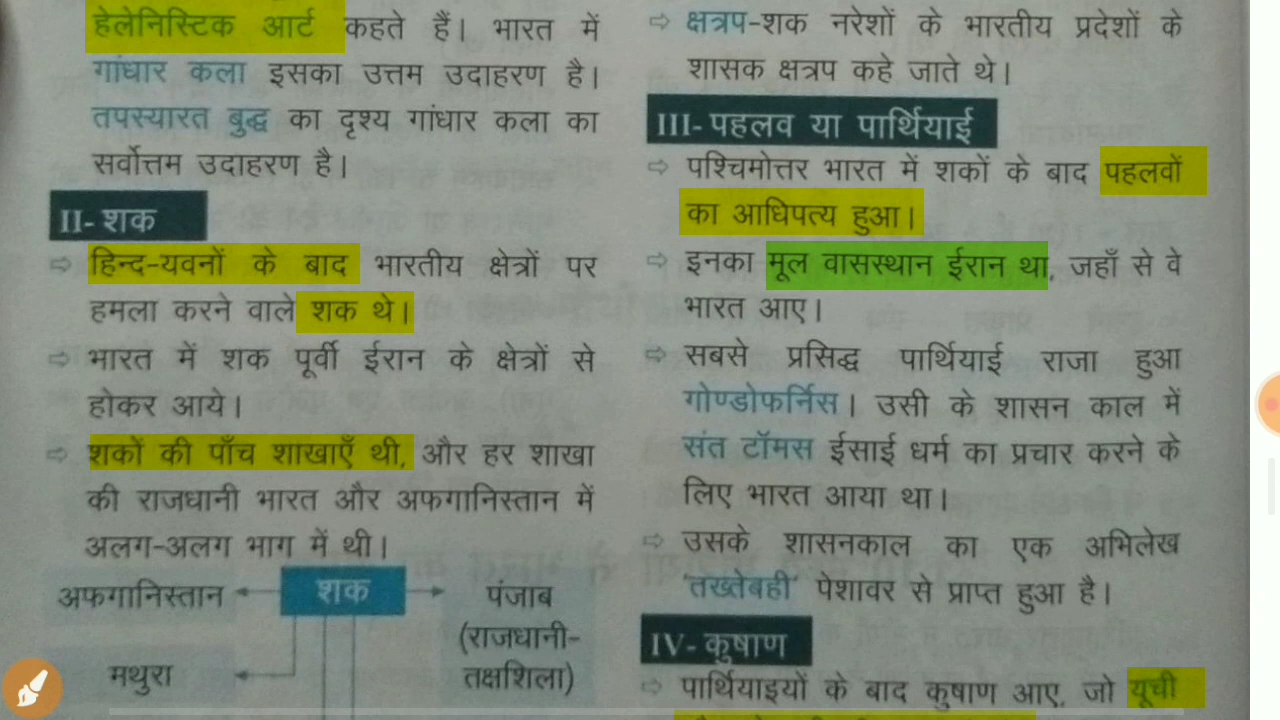 हेलेनिस्टिक आर्ट कहते हैं। भारत में
गांधार कला इसका उत्तम उदाहरण है।
तपस्यारत बुद्ध का दृश्य गांधार कला का
सर्वोत्तम उदाहरण है।
II- शक
⇨ हिन्द-यवनों के बाद भारतीय क्षेत्रों पर
हमला करने वाले शक थे।
⇨ भारत में शक पूर्वी ईरान के क्षेत्रों से
होकर आये।
⇨ शकों की पाँच शाखाएँ थी, और हर शाखा
की राजधानी भारत और अफगानिस्तान में
अलग-अलग भाग में थी।
अफगानिस्तान
शक
पंजाब
(राजधानी-
तक्षशिला)
मथुरा
⇨ क्षत्रप-शक नरेशों के भारतीय प्रदेशों के
शासक क्षत्रप कहे जाते थे।
III- पहलव या पार्थियाई
⇨ पश्चिमोत्तर भारत में शकों के बाद पहलवों
का आधिपत्य हुआ।
⇨ इनका मूल वासस्थान ईरान था, जहाँ से वे
भारत आए।
⇨ सबसे प्रसिद्ध पार्थियाई राजा हुआ
गोण्डोफर्निस। उसी के शासन काल में
संत टॉमस ईसाई धर्म का प्रचार करने के
लिए भारत आया था।
⇨ उसके शासनकाल का एक अभिलेख
'तख्तेबही' पेशावर से प्राप्त हुआ है।
IV- कुषाण
⇨ पार्थियाइयों के बाद कुषाण आए, जो यूची